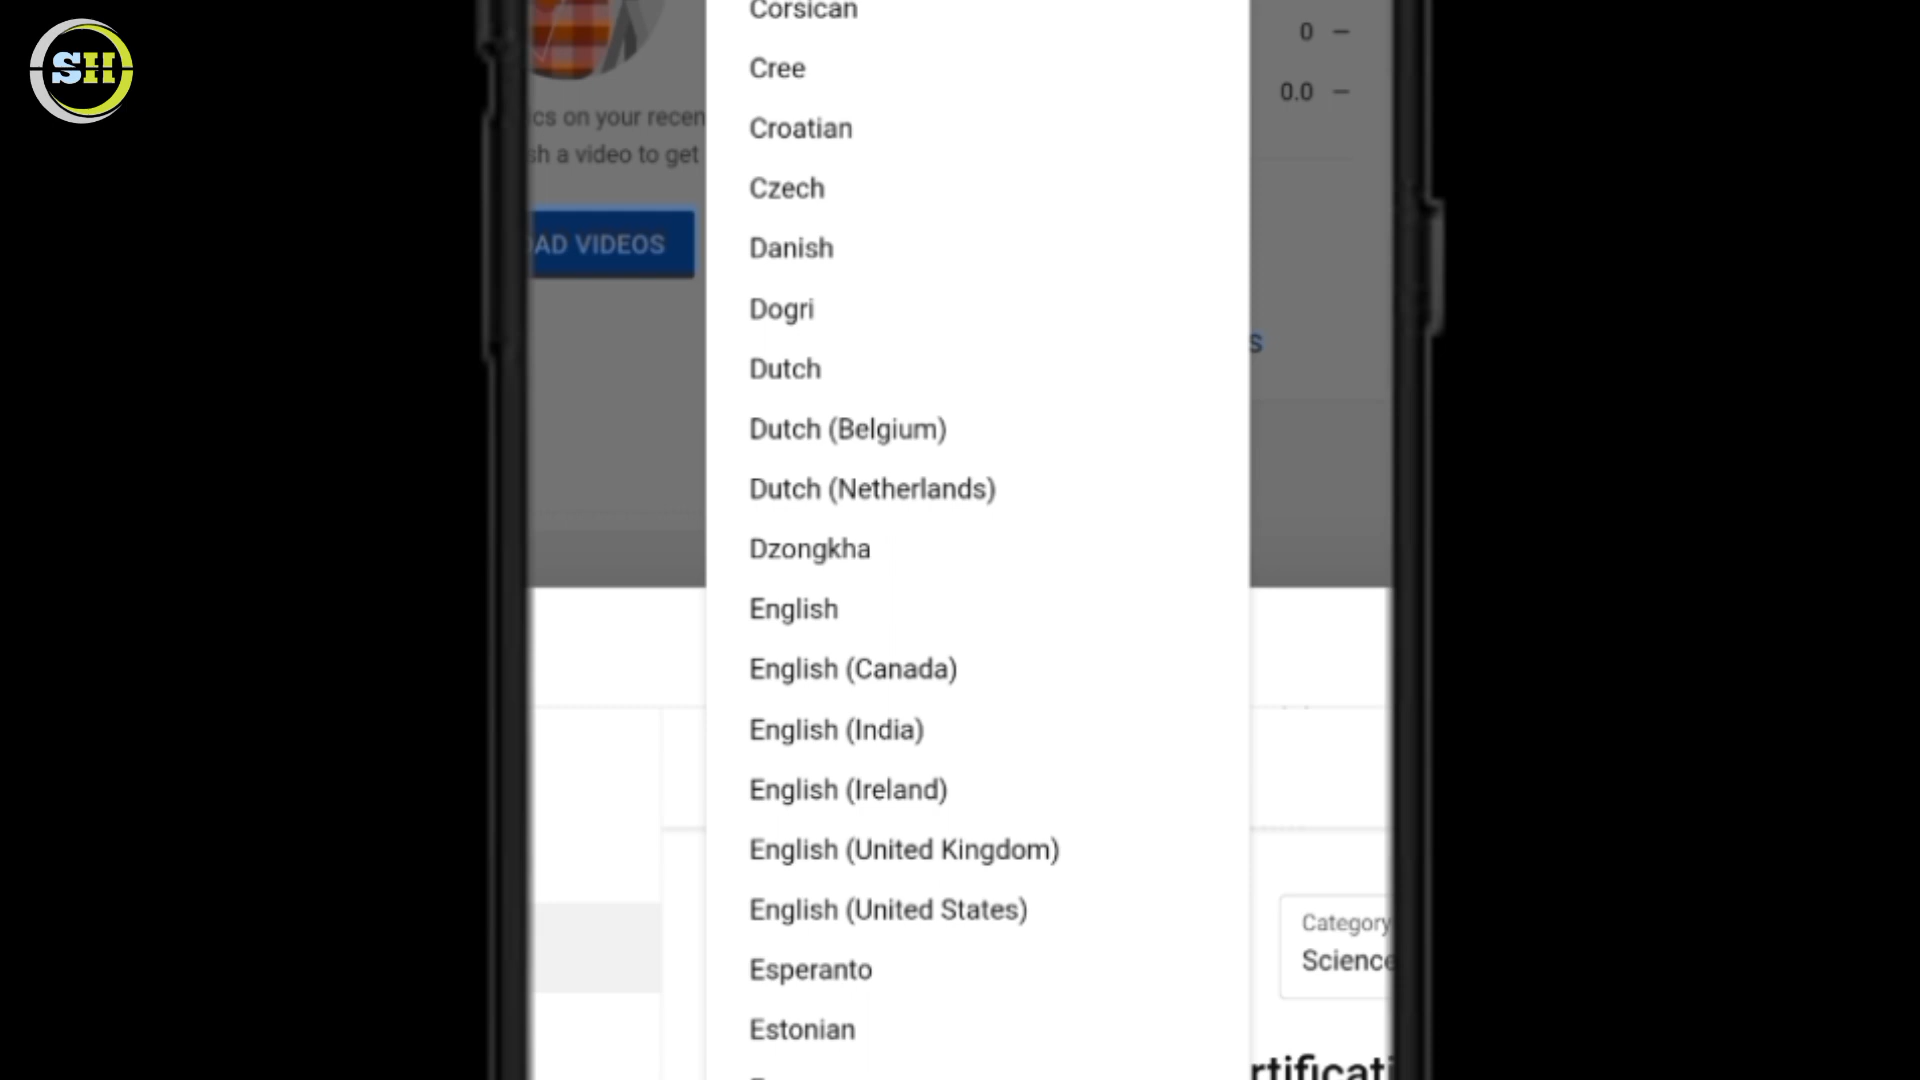 SH
Corsican
Cree
Croatian
Czech
Danish
Dogri
Dutch
Dutch (Belgium)
Dutch (Netherlands)
Dzongkha
English
English (Canada)
English (India)
English (Ireland)
English (United Kingdom)
English (United States)
Esperanto
Estonian
cs on your recen
sh a video to get
AD VIDEOS
0 –
0.0 –
S
Category
Science
rtificati